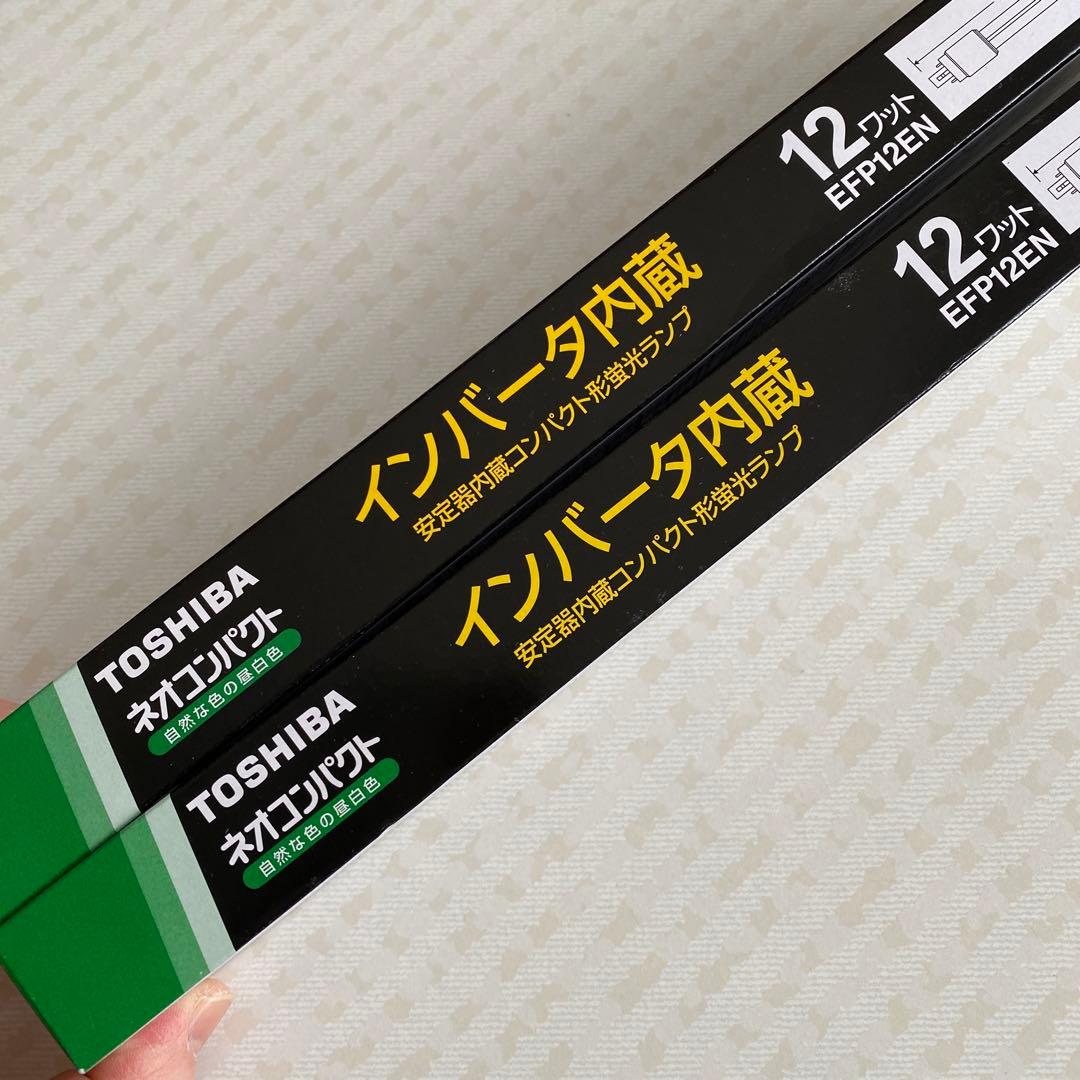 TOSHIBA
ネオコンパクト
自然な色の昼白色
インバータ内蔵
安定器内蔵コンパクト形蛍光ランプ
12ワット
EFP12EN
TOSHIBA
ネオコンパクト
自然な色の昼白色
インバータ内蔵
安定器内蔵コンパクト形蛍光ランプ
12ワット
EFP12EN